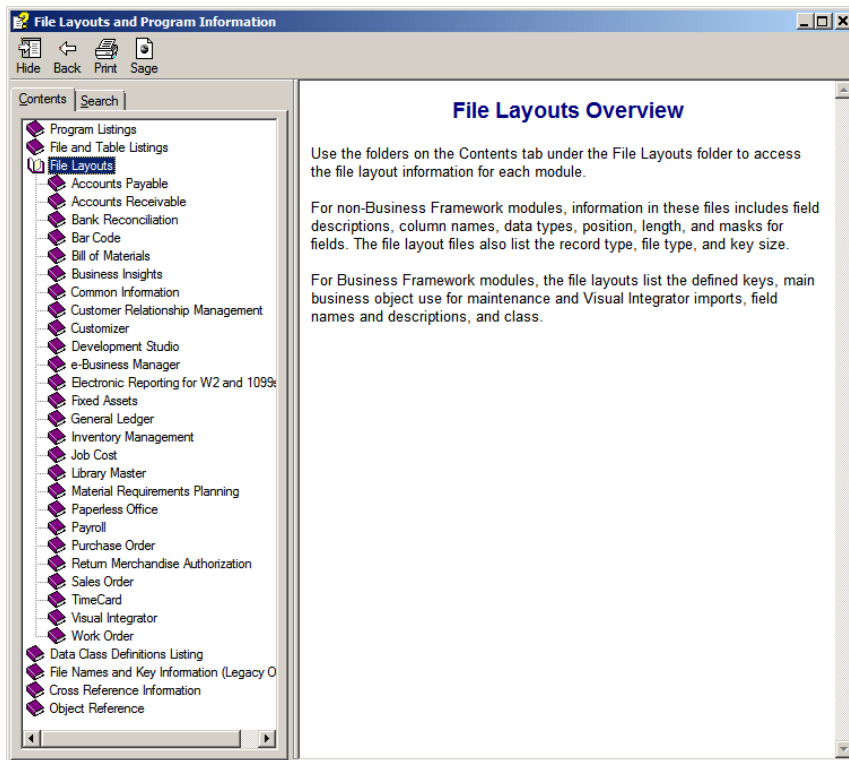 File Layouts and Program Information
Hide Back Print Sage
Contents Search
Program Listings
File and Table Listings
File Layouts
Accounts Payable
Accounts Receivable
Bank Reconciliation
Bar Code
Bill of Materials
Business Insights
Common Information
Customer Relationship Management
Customizer
Development Studio
e-Business Manager
Electronic Reporting for W2 and 1099s
Fixed Assets
General Ledger
Inventory Management
Job Cost
Library Master
Material Requirements Planning
Paperless Office
Payroll
Purchase Order
Return Merchandise Authorization
Sales Order
TimeCard
Visual Integrator
Work Order
Data Class Definitions Listing
File Names and Key Information (Legacy O
Cross Reference Information
Object Reference
File Layouts Overview
Use the folders on the Contents tab under the File Layouts folder to access
the file layout information for each module.
For non-Business Framework modules, information in these files includes field
descriptions, column names, data types, position, length, and masks for
fields. The file layout files also list the record type, file type, and key size.
For Business Framework modules, the file layouts list the defined keys, main
business object use for maintenance and Visual Integrator imports, field
names and descriptions, and class.